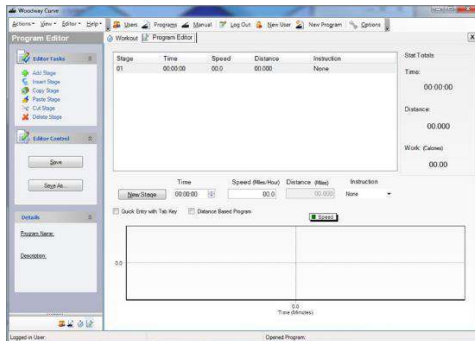 Woodway Curve
Actions View Editor Help Users Programs Manual Log Out New User New Program Options
Program Editor
Workout Program Editor
Editor Tasks
Add Stage
Insert Stage
Copy Stage
Paste Stage
Cut Stage
Delete Stage
Editor Control
Save
Save As...
Details
Program Name:
Description:
Stage Time Speed Distance Instruction
01 00:00:00 00.0 00.000 None
Stat Totals
Time:
00:00:00
Distance:
00.000
Work: (Calories)
00.00
Time Speed (Miles/Hour) Distance (Miles) Instruction
New Stage 00:00:00 00.0 00.000 None
Quick Entry with Tab Key Distance Based Program
Speed
0.0
0.0
Time (Minutes)
Logged in User: Opened Program: